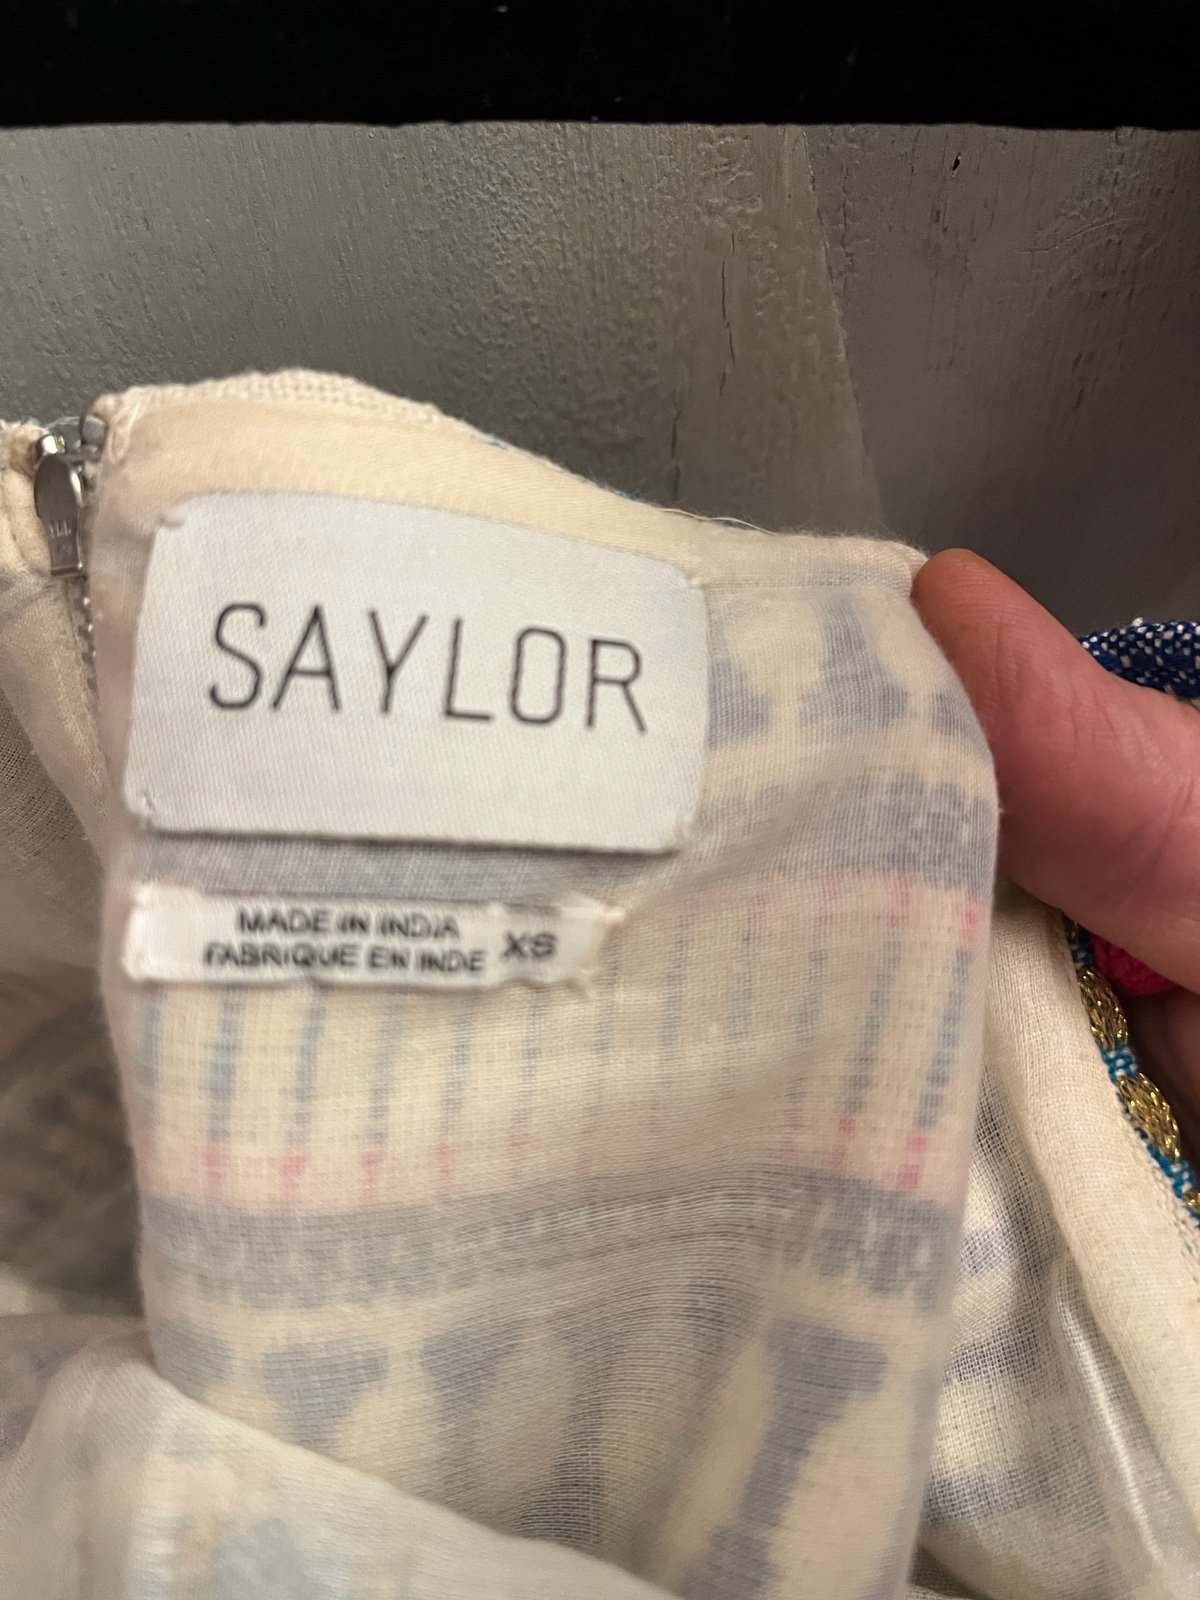 SAYLOR
MADE IN INDIA
FABRIQUE EN INDE XS